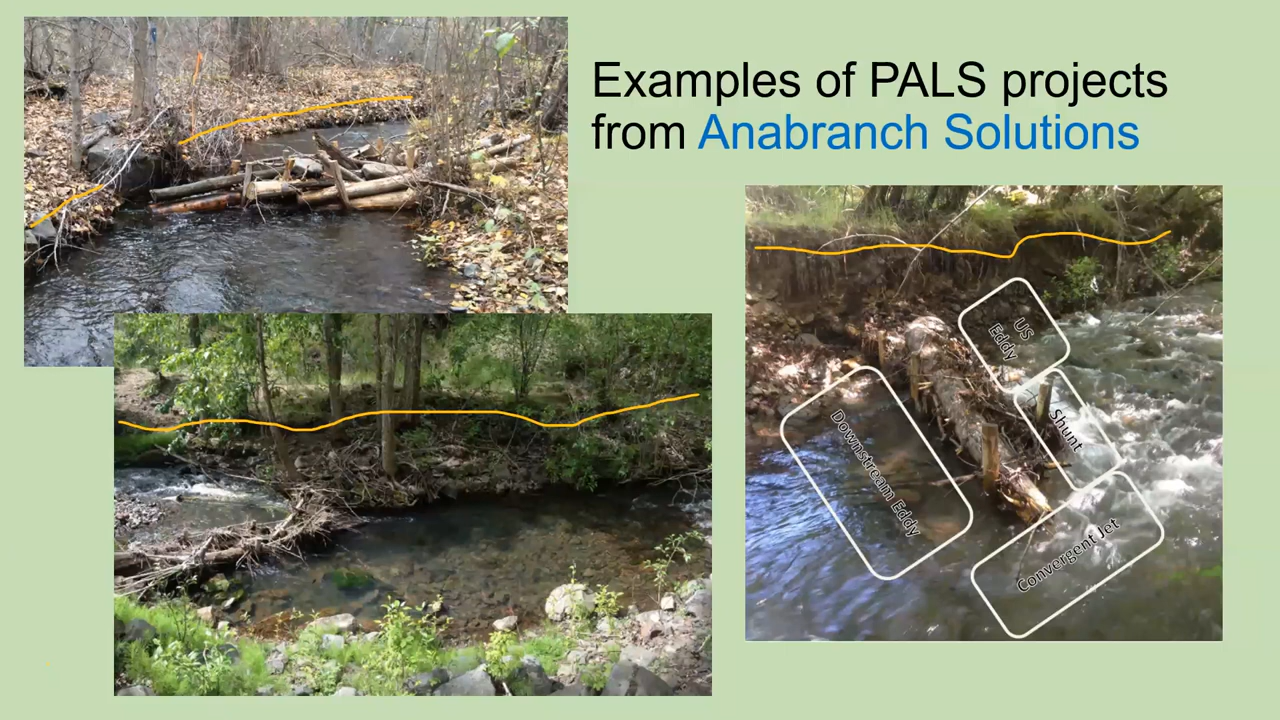 Examples of PALS projects
from Anabranch Solutions
US
Eddy
Shunt
Downstream Eddy
Convergent Jet